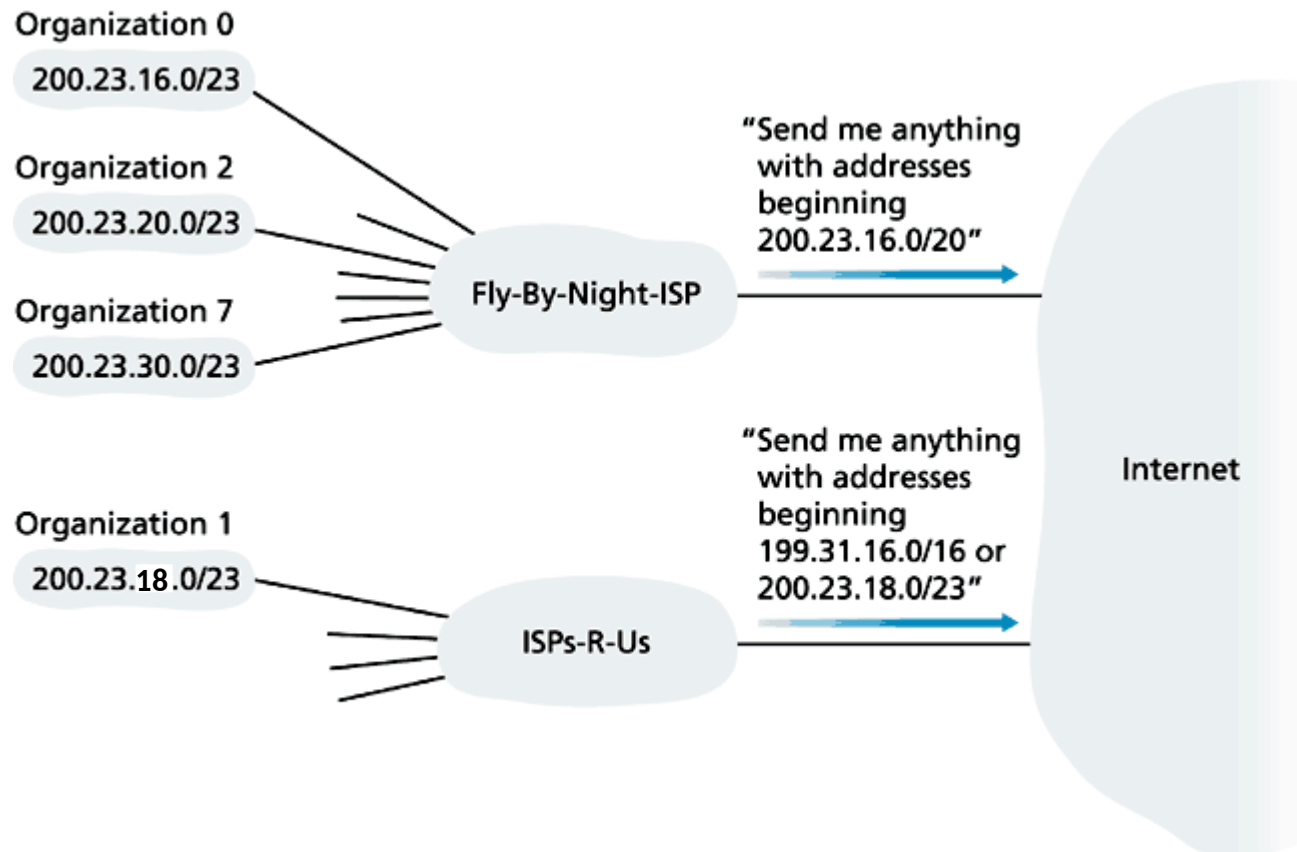 Organization 0
200.23.16.0/23
Organization 2
200.23.20.0/23
Organization 7
200.23.30.0/23
Fly-By-Night-ISP
“Send me anything
with addresses
beginning
200.23.16.0/20”
Organization 1
200.23.18.0/23
ISPs-R-Us
“Send me anything
with addresses
beginning
199.31.16.0/16 or
200.23.18.0/23”
Internet